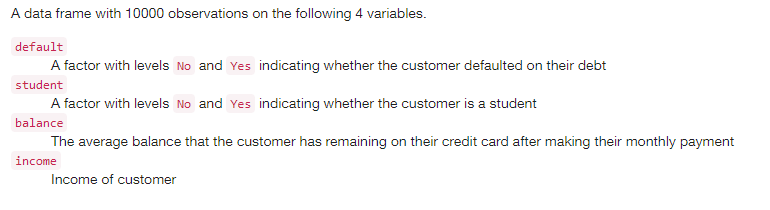 A data frame with 10000 observations on the following 4 variables.
default
A factor with levels No and Yes indicating whether the customer defaulted on their debt
student
A factor with levels No and Yes indicating whether the customer is a student
balance
The average balance that the customer has remaining on their credit card after making their monthly payment
income
Income of customer